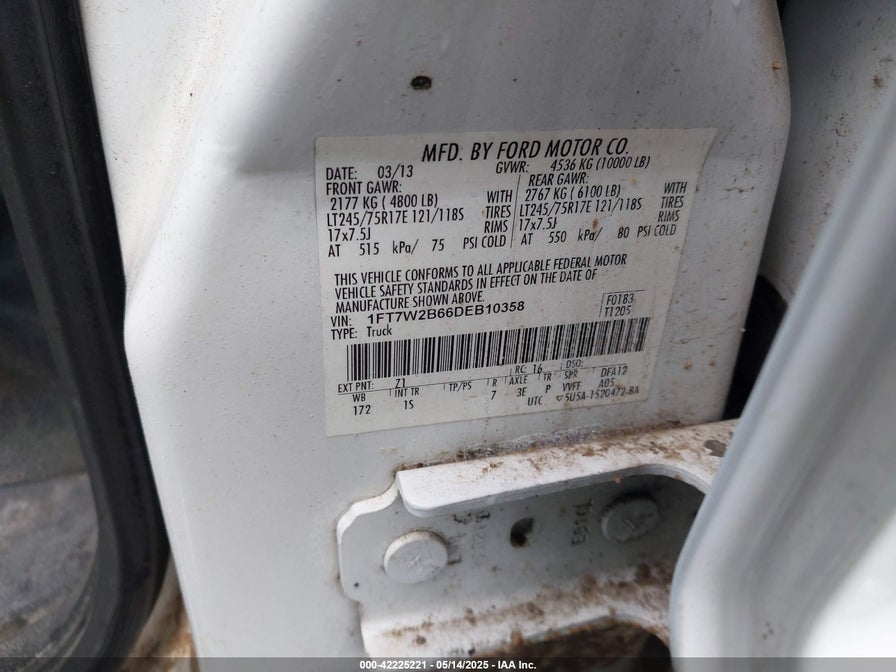 MFD. BY FORD MOTOR CO.
DATE: 03/13 GVWR: 4536 KG (10000 LB)
FRONT GAWR: REAR GAWR:
2177 KG ( 4800 LB) WITH 2767 KG ( 6100 LB) WITH
LT245/75R17E 121/118S TIRES LT245/75R17E 121/118S TIRES
17x7.5J RIMS 17x7.5J RIMS
AT 515 kPa/ 75 PSI COLD AT 550 kPa/ 80 PSI COLD
THIS VEHICLE CONFORMS TO ALL APPLICABLE FEDERAL MOTOR
VEHICLE SAFETY STANDARDS IN EFFECT ON THE DATE OF
MANUFACTURE SHOWN ABOVE.
VIN: 1FT7W2B66DEB10358 F0183
TYPE: Truck T1205
EXT PNT: Z1 RC: 16 DSO:
WB INT TR TP/PS R AXLE TR SPR DFA12
172 1S 7 3E P VVFF A05
UTC ▽5U5A-1520472-BA
000-42225221 - 05/14/2025 - IAA Inc.